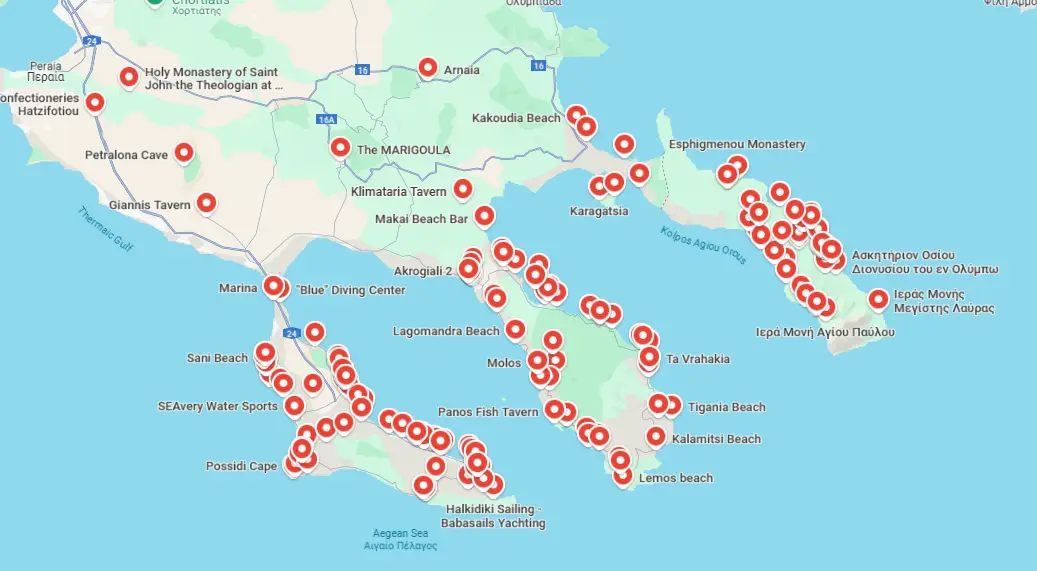 Chortiatis
Χορτιάτης
Ολυμπιάδα
24
Peraia
Περαία
Holy Monastery of Saint
John the Theologian at ...
16
Arnaia
16
onfectioneries
Hatzifotiou
16A
Kakoudia Beach
Petralona Cave
The MARIGOULA
Esphigmenou Monastery
Giannis Tavern
Klimataria Tavern
Karagatsia
Makai Beach Bar
Thermaic Gulf
Kolpos Agiou Orous
Ασκητήριον Οσίου
Διονυσίου του εν Ολύμπω
Akrogiali 2
Marina
"Blue" Diving Center
Ιεράς Μονής
Μεγίστης Λαύρας
24
Lagomandra Beach
Ιερά Μονή Αγίου Παύλου
Sani Beach
Molos
Ta Vrahakia
SEAvery Water Sports
Panos Fish Tavern
Tigania Beach
Kalamitsi Beach
Possidi Cape
Lemos beach
Halkidiki Sailing -
Babasails Yachting
Aegean Sea
Αιγαίο Πέλαγος